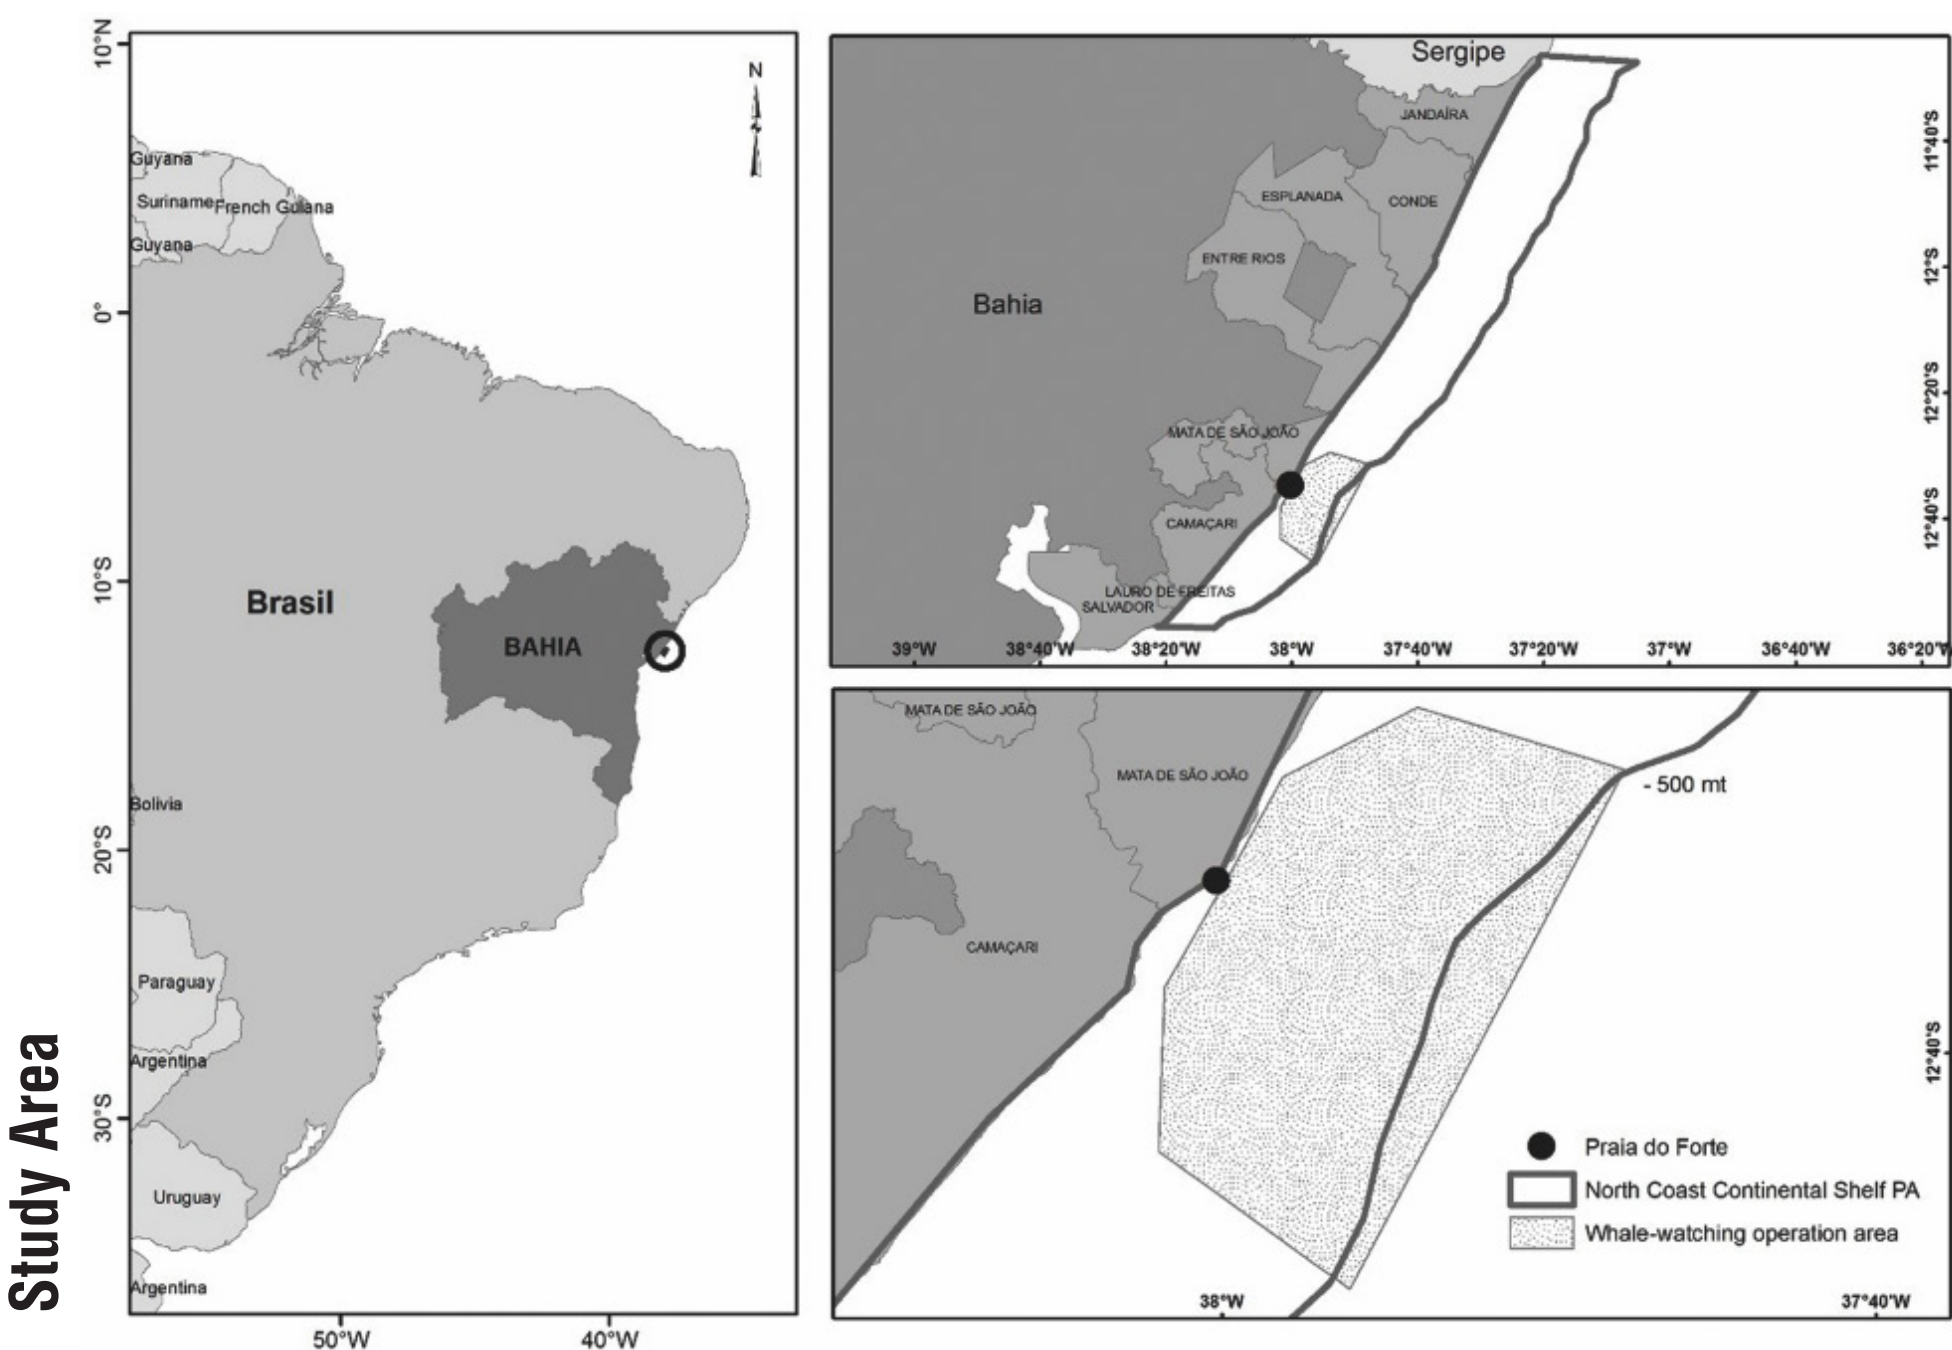 Study Area
10°N
0°
10°S
20°S
30°S
50°W
40°W
N
Guyana
Suriname
French Guiana
Guyana
Brasil
BAHIA
Bolivia
Paraguay
Argentina
Uruguay
Argentina
Sergipe
JANDAÍRA
ESPLANADA
CONDE
ENTRE RIOS
Bahia
MATA DE SÃO JOÃO
CAMAÇARI
LAURO DE FREITAS
SALVADOR
11°40'S
12°S
12°20'S
12°40'S
39°W
38°40'W
38°20'W
38°W
37°40'W
37°20'W
37°W
36°40'W
36°20'W
MATA DE SÃO JOÃO
MATA DE SÃO JOÃO
- 500 mt
CAMAÇARI
12°40'S
Praia do Forte
North Coast Continental Shelf PA
Whale-watching operation area
38°W
37°40'W